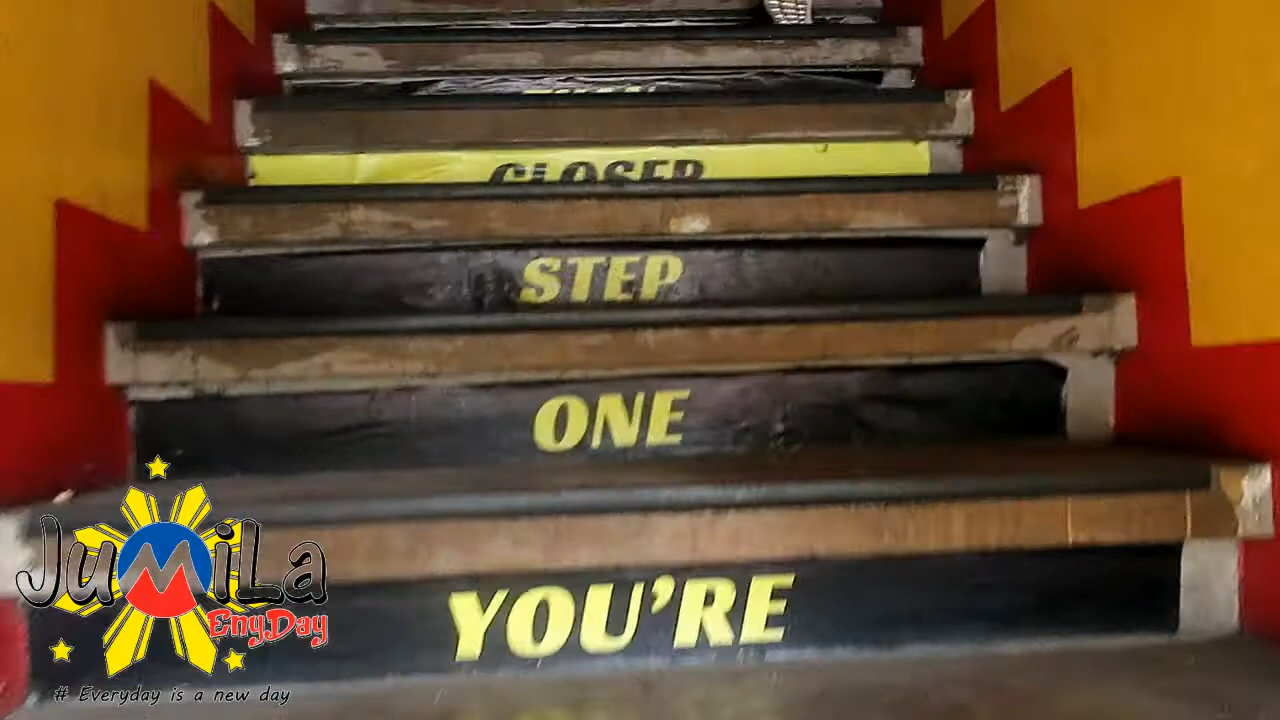 YOU'RE
ONE
STEP
CLOSER
JuMiLa
EnyDay
# Everyday is a new day